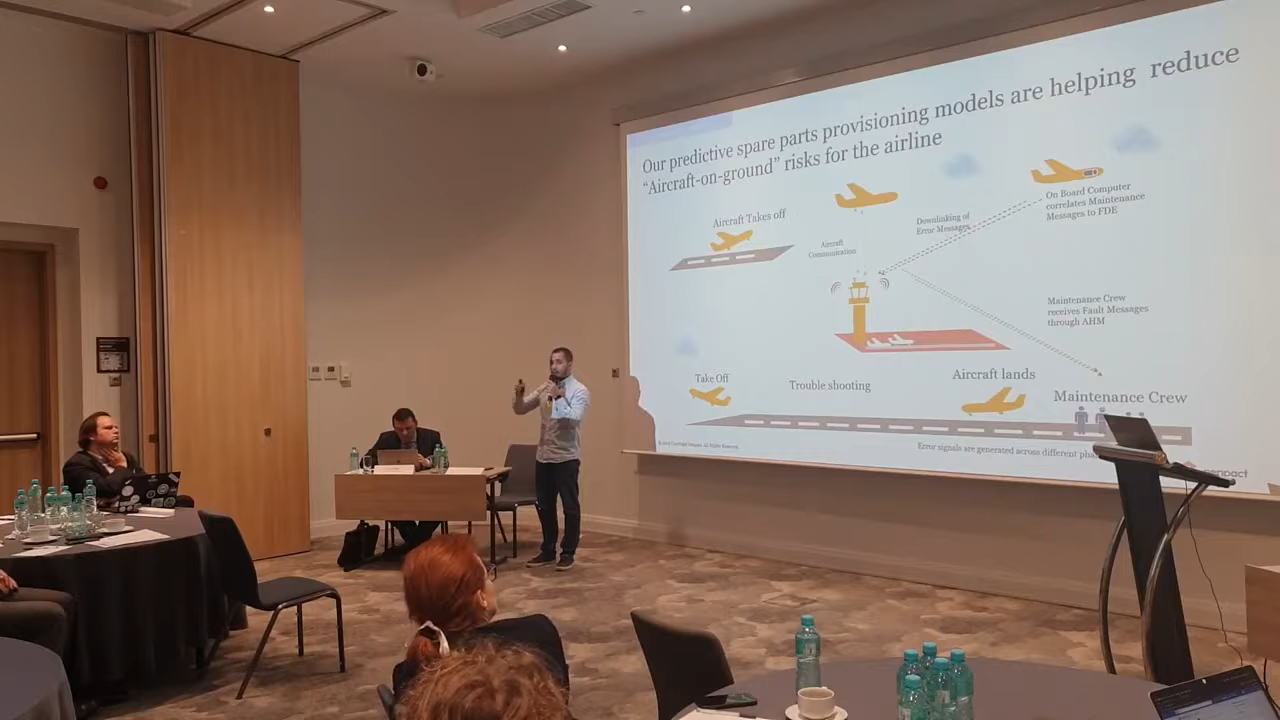 Our predictive spare parts provisioning models are helping reduce
“Aircraft-on-ground” risks for the airline
Aircraft Takes off
Aircraft
Communication
Downlinking of
Error Messages
On Board Computer
correlates Maintenance
Messages to FDE
Maintenance Crew
receives Fault Messages
through AHM
Take Off
Trouble shooting
Aircraft lands
Maintenance Crew
Error signals are generated across different
genpact